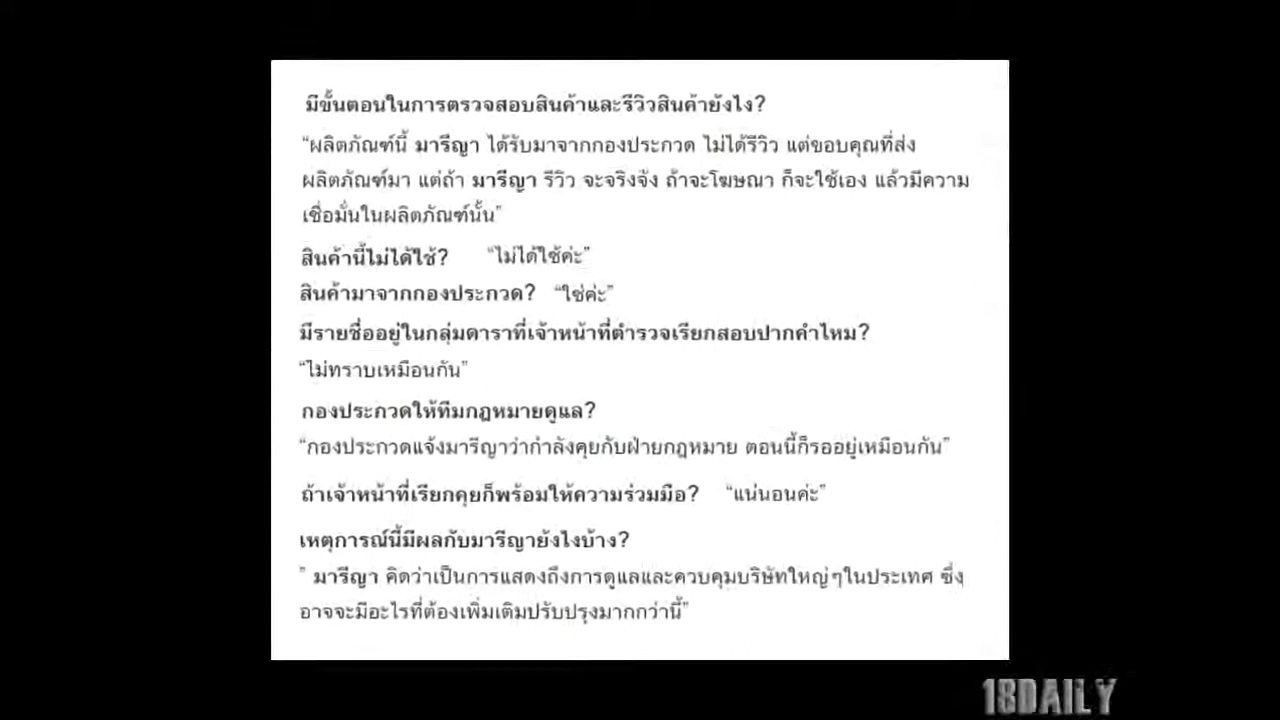 มีขั้นตอนในการตรวจสอบสินค้าและรีวิวสินค้ายังไง?
“ผลิตภัณฑ์นี้ มารีญา ได้รับมาจากกองประกวด ไม่ได้รีวิว แต่ขอบคุณที่ส่ง
ผลิตภัณฑ์มา แต่ถ้า มารีญา รีวิว จะจริงจัง ถ้าจะโฆษณา ก็จะใช้เอง แล้วมีความ
เชื่อมั่นในผลิตภัณฑ์นั้น”
สินค้านี้ไม่ได้ใช้? “ไม่ได้ใช้ค่ะ”
สินค้ามาจากกองประกวด? “ใช่ค่ะ”
มีรายชื่ออยู่ในกลุ่มดาราที่เจ้าหน้าที่ตำรวจเรียกสอบปากคำไหม?
“ไม่ทราบเหมือนกัน”
กองประกวดให้ทีมกฎหมายดูแล?
“กองประกวดแจ้งมารีญาว่ากำลังคุยกับฝ่ายกฎหมาย ตอนนี้ก็รออยู่เหมือนกัน”
ถ้าเจ้าหน้าที่เรียกคุยก็พร้อมให้ความร่วมมือ? “แน่นอนค่ะ”
เหตุการณ์นี้มีผลกับมารีญายังไงบ้าง?
” มารีญา คิดว่าเป็นการแสดงถึงการดูแลและควบคุมบริษัทใหญ่ๆในประเทศ ซึ่ง
อาจจะมีอะไรที่ต้องเพิ่มเติมปรับปรุงมากกว่านี้”
18DAILY